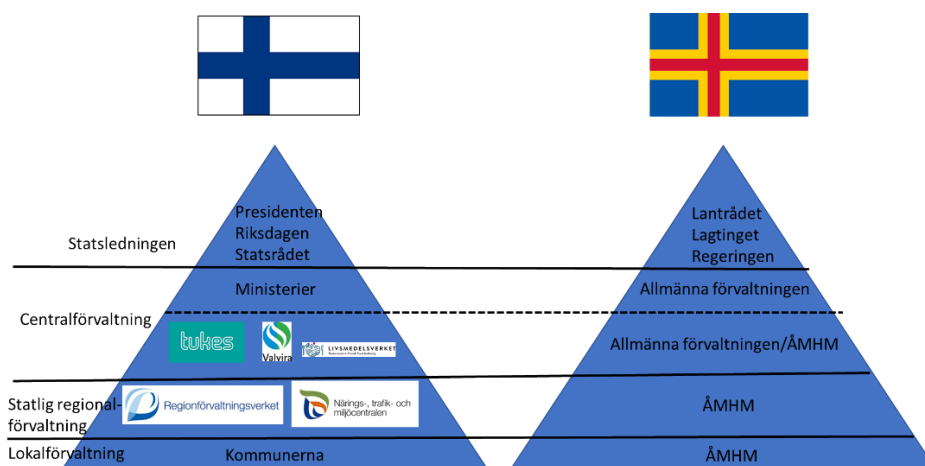 Statsledningen
Presidenten
Riksdagen
Statsrådet
Lantrådet
Lagtinget
Regeringen
Centralförvaltning
Ministerier
Allmänna förvaltningen
tukes
Valvira
LIVSMEDELSVERKET
Allmänna förvaltningen/ÅMHM
Statlig regional-
förvaltning
Regionförvaltningsverket
Närings-, trafik- och
miljöcentralen
ÅMHM
Lokalförvaltning
Kommunerna
ÅMHM